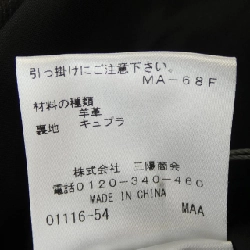 引っ掛けにご注意下さい。
MA-68F
材料の種類
羊革
裏地 キュプラ
株式会社 三陽商会
電話0120-340-460
MADE IN CHINA
01116-54 MAA